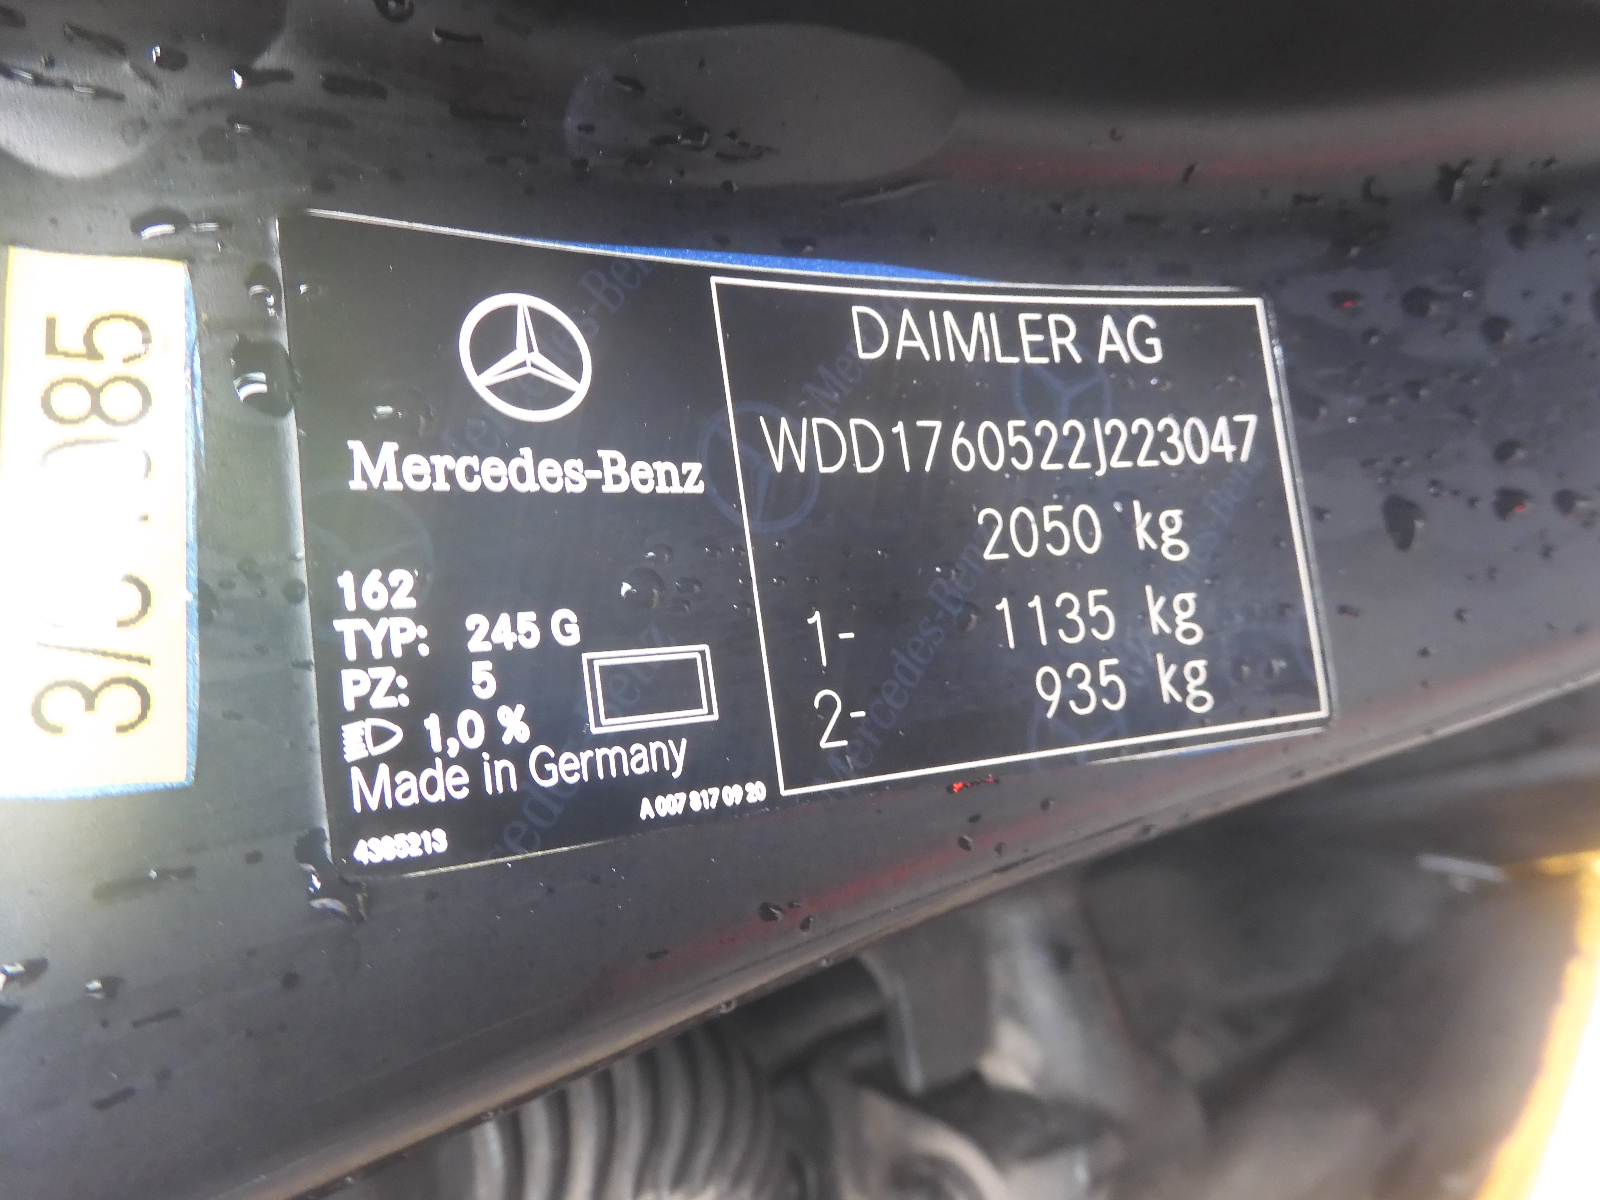 Mercedes-Benz
162
TYP: 245 G
PZ: 5
1,0 %
Made in Germany
4385213
A 007 817 09 20
DAIMLER AG
WDD1760522J223047
2050 kg
1- 1135 kg
2- 935 kg